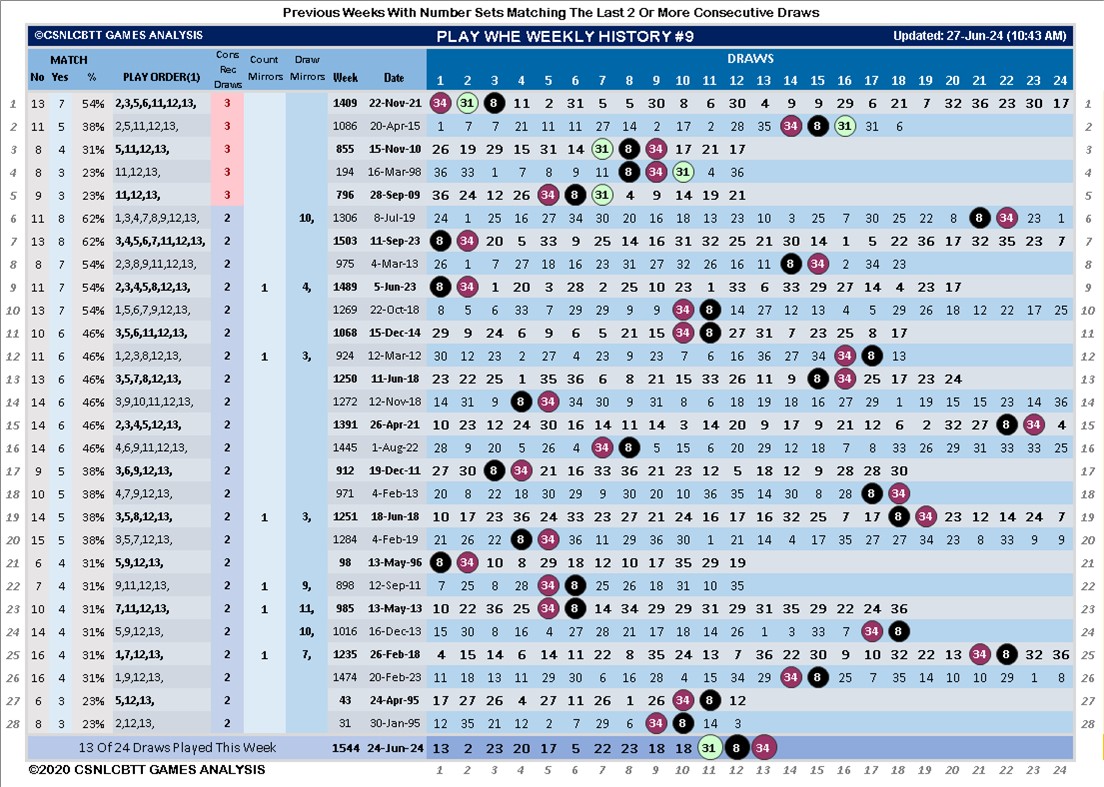 Previous Weeks With Number Sets Matching The Last 2 Or More Consecutive Draws
©CSNLCBTT GAMES ANALYSIS PLAY WHE WEEKLY HISTORY #9 Updated: 27-Jun-24 (10:43 AM)
MATCH Cons Rec Draws Count Mirrors Draw Mirrors DRAWS
No Yes % PLAY ORDER(1) Week Date 1 2 3 4 5 6 7 8 9 10 11 12 13 14 15 16 17 18 19 20 21 22 23 24
1 13 7 54% 2,3,5,6,11,12,13, 3 1409 22-Nov-21 34 31 8 11 2 31 5 5 30 8 6 30 4 9 9 29 6 21 7 32 36 22 30 17 1
2 11 5 38% 2,5,11,12,13, 3 1086 20-Apr-15 1 7 7 21 11 11 27 14 2 17 2 28 35 34 8 31 31 6 2
3 8 4 31% 5,11,12,13, 3 855 15-Nov-10 26 19 29 15 31 14 31 8 34 17 21 12 3
4 8 3 23% 11,12,13, 3 194 16-Mar-98 36 33 1 7 8 9 11 8 34 31 4 36 4
5 9 3 23% 11,12,13, 3 796 28-Sep-09 36 24 12 26 34 8 31 4 9 14 19 21 5
6 11 8 62% 1,3,4,7,8,9,12,13, 2 10, 1306 8-Jul-19 24 1 25 16 27 34 30 20 16 18 13 23 10 3 25 7 30 25 22 8 8 34 23 1 6
7 13 8 62% 3,4,5,6,7,11,12,13, 2 1503 11-Sep-23 8 34 20 5 33 9 25 14 16 31 32 25 21 30 14 1 5 22 36 17 32 35 23 7 7
8 8 7 54% 2,3,8,9,11,12,13, 2 975 4-Mar-13 26 1 7 27 18 16 23 31 27 32 26 16 11 8 34 2 34 23 8
9 11 7 54% 2,3,4,5,8,12,13, 2 1 4, 1489 5-Jun-23 8 34 1 20 3 28 2 25 10 23 1 33 6 33 29 27 14 4 23 17 9
10 13 7 54% 1,5,6,7,9,12,13, 2 1269 22-Oct-18 8 5 6 33 7 29 29 9 9 34 8 14 27 12 13 4 5 29 26 18 12 22 17 25 10
11 10 6 46% 3,5,6,11,12,13, 2 1068 15-Dec-14 29 9 24 6 9 6 5 21 15 34 8 27 31 7 23 25 8 17 11
12 11 6 46% 1,2,3,8,12,13, 2 1 3, 924 12-Mar-12 30 12 23 2 27 4 23 9 23 7 6 16 36 27 34 34 8 13 12
13 13 6 46% 3,5,7,8,12,13, 2 1250 11-Jun-18 23 22 25 1 35 36 6 8 21 15 33 26 11 9 8 34 25 17 23 24 13
14 14 6 46% 3,9,10,11,12,13, 2 1272 12-Nov-18 14 31 9 8 34 34 30 9 31 8 6 18 19 18 16 27 29 1 19 15 15 23 14 36 14
15 14 6 46% 2,3,4,5,12,13, 2 1391 26-Apr-21 10 23 12 24 30 16 14 11 14 3 14 20 9 17 9 21 12 6 2 32 27 8 34 4 15
16 14 6 46% 4,6,9,11,12,13, 2 1445 1-Aug-22 28 9 20 5 26 4 34 8 5 15 6 20 29 12 16 18 7 8 33 26 29 31 33 33 25 16
17 9 5 38% 3,6,9,12,13, 2 912 19-Dec-11 27 30 8 34 21 16 33 36 21 23 12 5 18 12 9 28 28 30 17
18 10 5 38% 4,7,9,12,13, 2 971 4-Feb-13 20 8 22 18 30 29 9 30 20 10 36 35 14 30 8 28 8 34 18
19 14 5 38% 3,5,8,12,13, 2 1 3, 1251 18-Jun-18 10 17 23 5 36 24 33 23 27 21 24 16 17 16 32 25 7 17 8 34 23 12 14 24 7 19
20 15 5 38% 3,5,7,12,13, 2 1284 4-Feb-19 21 26 22 8 34 36 11 29 36 30 1 21 14 4 17 35 27 27 34 23 8 33 9 9 20
21 6 4 31% 5,9,12,13, 2 98 13-May-96 8 34 10 8 29 18 12 10 17 35 29 19 21
22 7 4 31% 9,11,12,13, 2 1 9, 898 12-Sep-11 7 25 8 28 34 8 25 26 18 31 10 35 22
23 10 4 31% 7,11,12,13, 2 1 11, 985 13-May-13 10 22 36 25 34 8 14 34 29 29 31 29 31 35 29 22 24 36 23
24 14 4 31% 5,9,12,13, 2 10, 1016 16-Dec-13 15 30 8 16 4 27 28 21 17 18 14 26 1 3 16 7 34 8 24
25 16 4 31% 1,7,12,13, 2 1 7, 1235 26-Feb-18 4 15 14 6 14 11 22 8 35 24 13 7 36 22 30 9 10 32 22 13 34 8 32 36 25
26 16 4 31% 1,9,12,13, 2 1474 20-Feb-23 11 18 13 11 29 30 6 16 28 4 15 34 29 34 8 25 7 35 14 10 10 29 1 8 26
27 6 3 23% 5,12,13, 2 43 24-Apr-95 17 27 26 4 27 11 26 1 26 34 8 12 27
28 8 3 23% 2,12,13, 2 31 30-Jan-95 12 35 21 12 2 7 29 6 34 8 14 3 28
13 Of 24 Draws Played This Week 1544 24-Jun-24 13 2 23 20 17 5 22 23 18 18 31 8 34
©2020 CSNLCBTT GAMES ANALYSIS 1 2 3 4 5 6 7 8 9 10 11 12 13 14 15 16 17 18 19 20 21 22 23 24